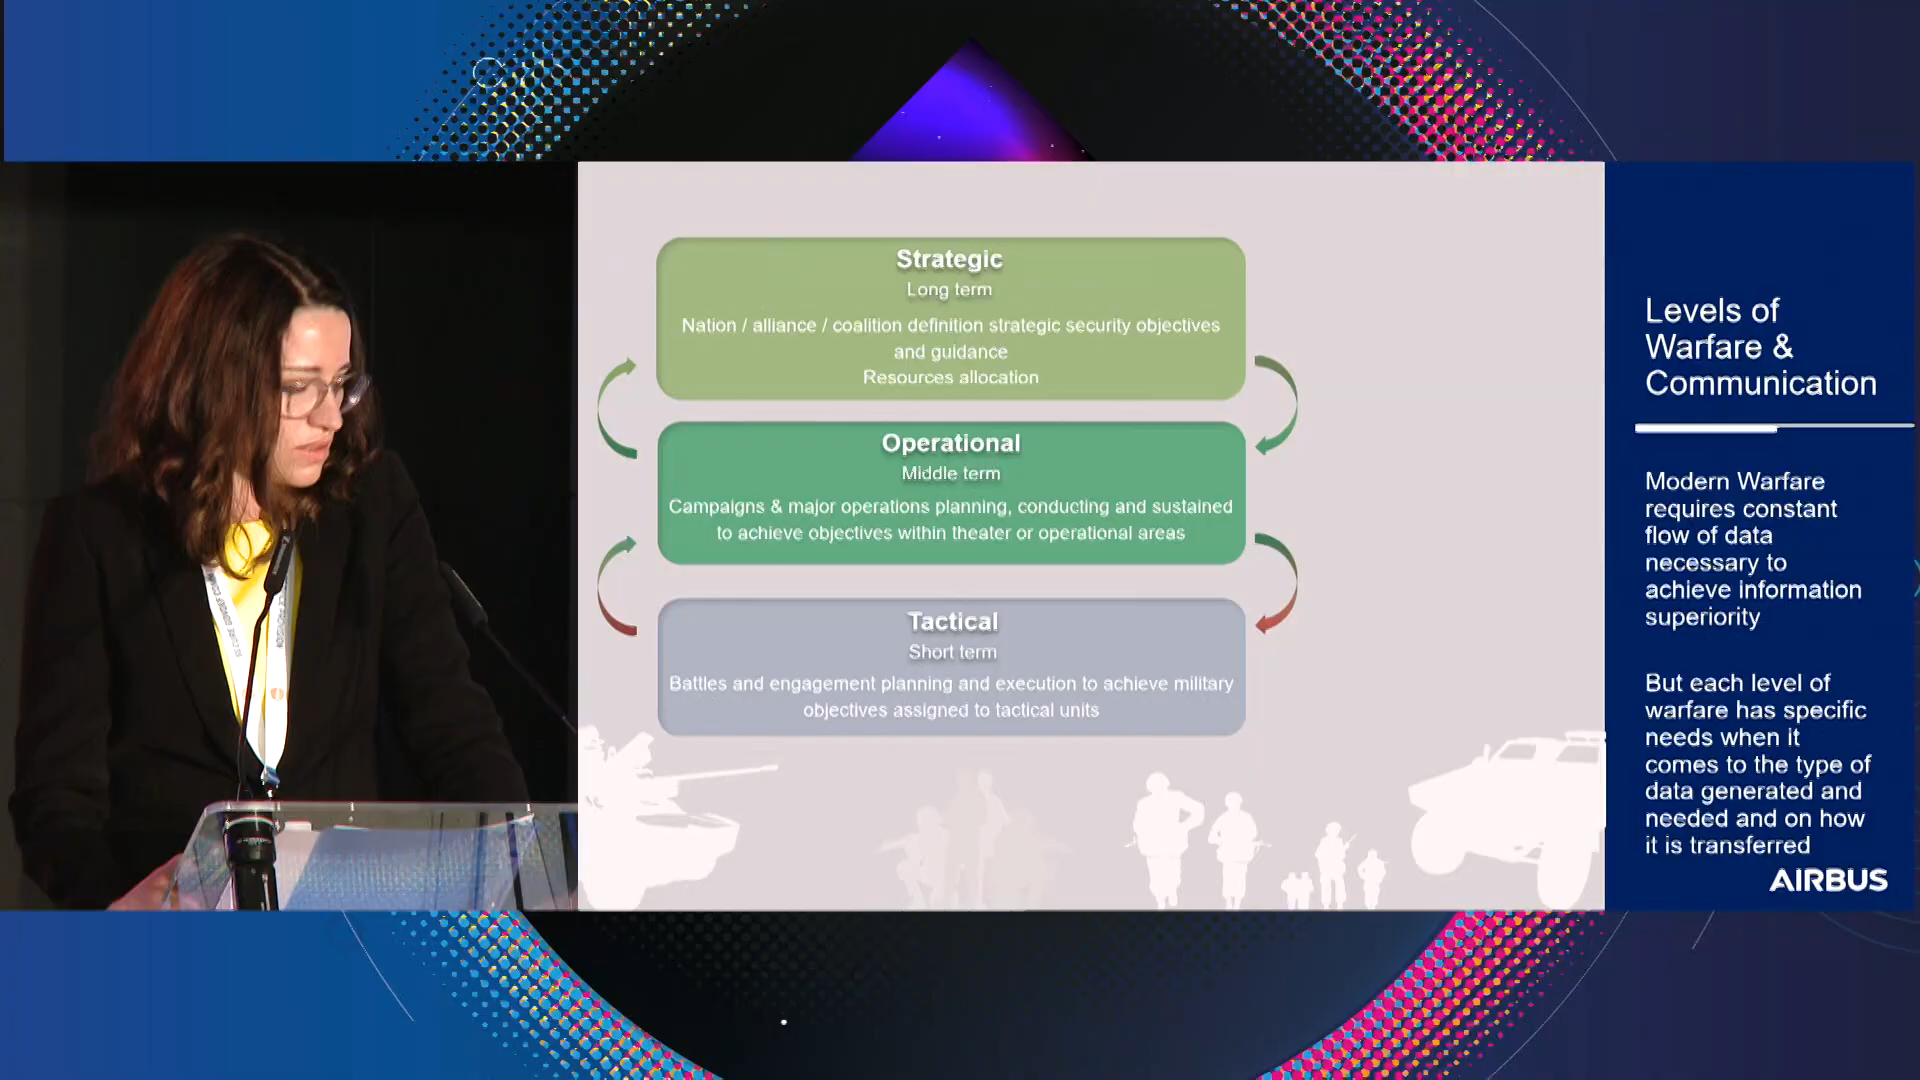 Strategic
Long term
Nation / alliance / coalition definition strategic security objectives
and guidance
Resources allocation
Operational
Middle term
Campaigns & major operations planning, conducting and sustained
to achieve objectives within theater or operational areas
Tactical
Short term
Battles and engagement planning and execution to achieve military
objectives assigned to tactical units
Levels of
Warfare &
Communication
Modern Warfare
requires constant
flow of data
necessary to
achieve information
superiority
But each level of
warfare has specific
needs when it
comes to the type of
data generated and
needed and on how
it is transferred
AIRBUS